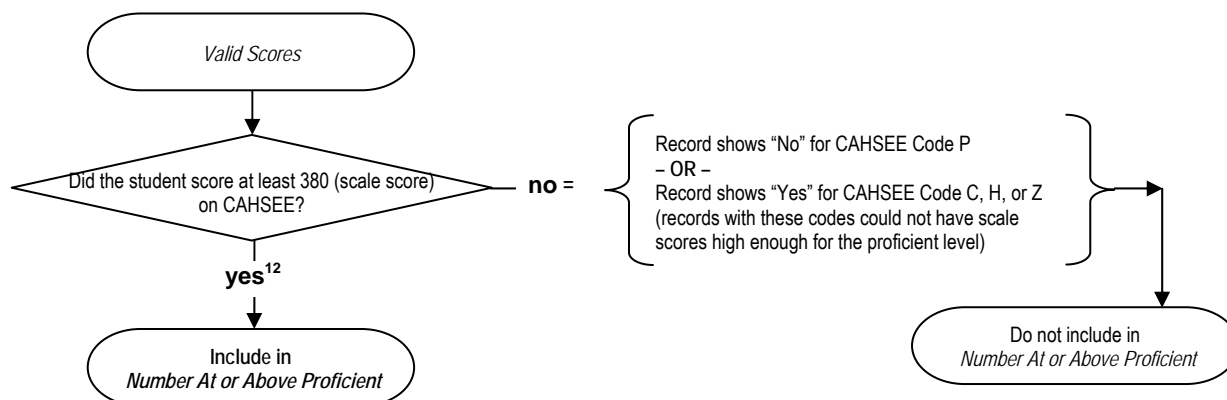 Valid Scores
Did the student score at least 380 (scale score)
on CAHSEE?
no =
Record shows “No” for CAHSEE Code P
– OR –
Record shows “Yes” for CAHSEE Code C, H, or Z
(records with these codes could not have scale
scores high enough for the proficient level)
yes12
Include in
Number At or Above Proficient
Do not include in
Number At or Above Proficient